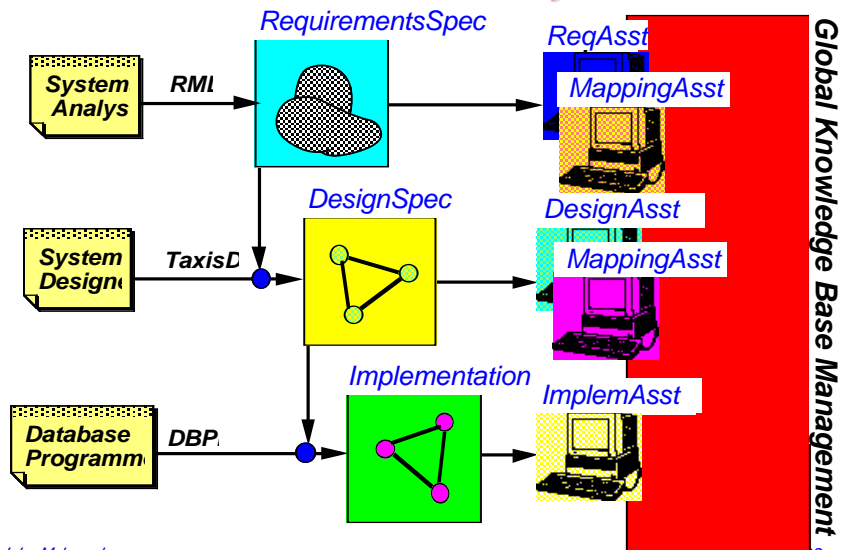 RequirementsSpec
ReqAsst
System
Analys
RML
MappingAsst
DesignSpec
DesignAsst
System
Designe
TaxisD
MappingAsst
Implementation
ImplemAsst
Database
Programm
DBP
Global Knowledge Base Management